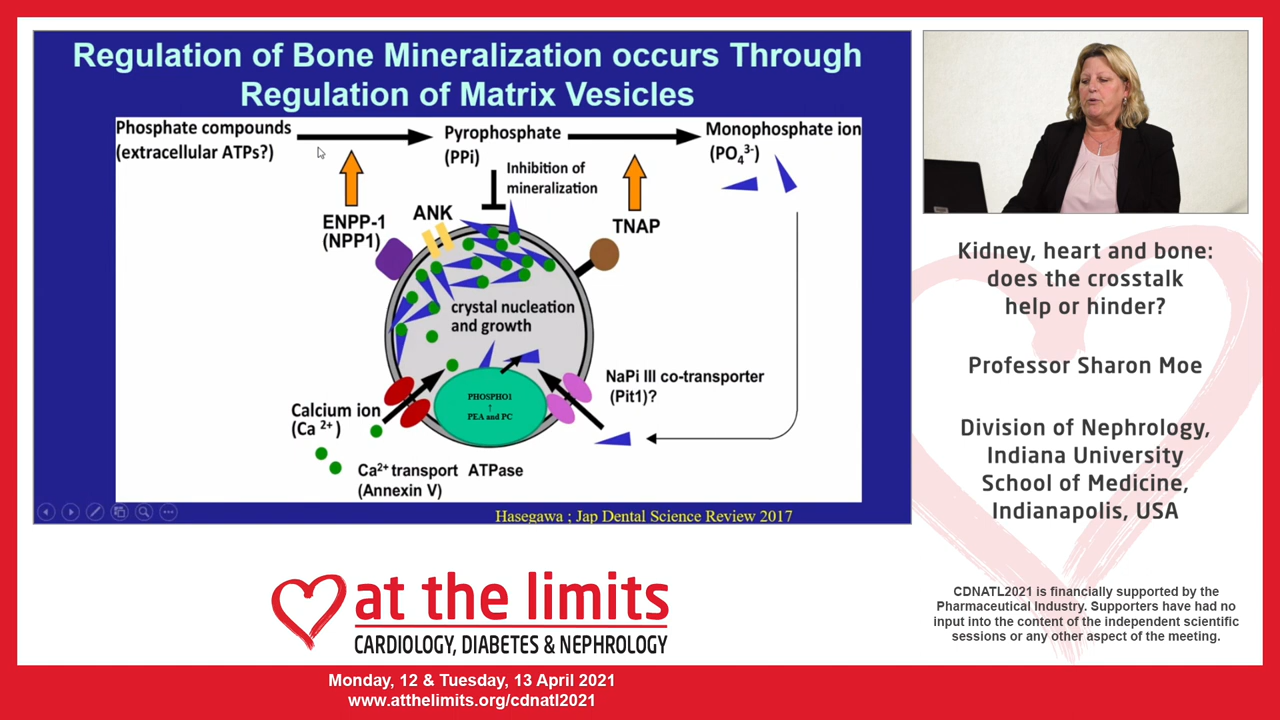 Regulation of Bone Mineralization occurs Through
Regulation of Matrix Vesicles
Phosphate compounds
(extracellular ATPs?)
Pyrophosphate
(PPi)
Monophosphate ion
(PO₄³⁻)
Inhibition of
mineralization
ENPP-1
(NPP1)
ANK
TNAP
crystal nucleation
and growth
PHOSPHO1
↑
PEA and PC
NaPi III co-transporter
(Pit1)?
Calcium ion
(Ca ²⁺)
Ca²⁺ transport ATPase
(Annexin V)
Hasegawa ; Jap Dental Science Review 2017
Kidney, heart and bone:
does the crosstalk
help or hinder?
Professor Sharon Moe
Division of Nephrology,
Indiana University
School of Medicine,
Indianapolis, USA
CDNATL2021 is financially supported by the
Pharmaceutical Industry. Supporters have had no
input into the content of the independent scientific
sessions or any other aspect of the meeting.
at the limits
CARDIOLOGY, DIABETES & NEPHROLOGY
Monday, 12 & Tuesday, 13 April 2021
www.atthelimits.org/cdnatl2021